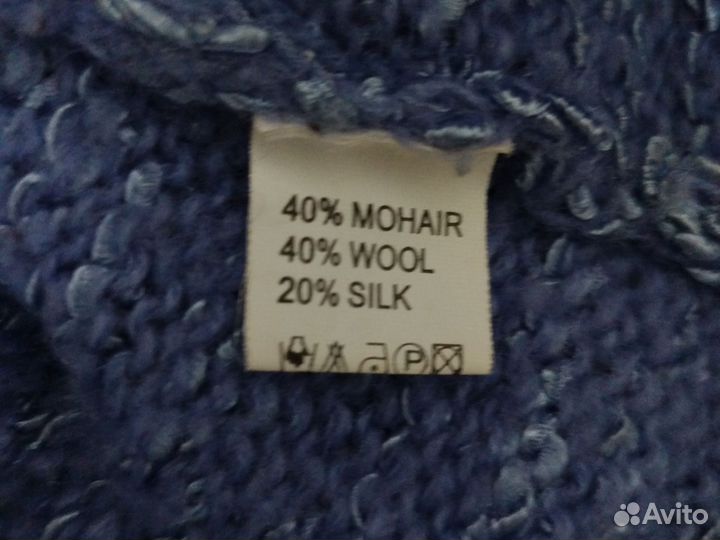 40% MOHAIR
40% WOOL
20% SILK
P
Avito